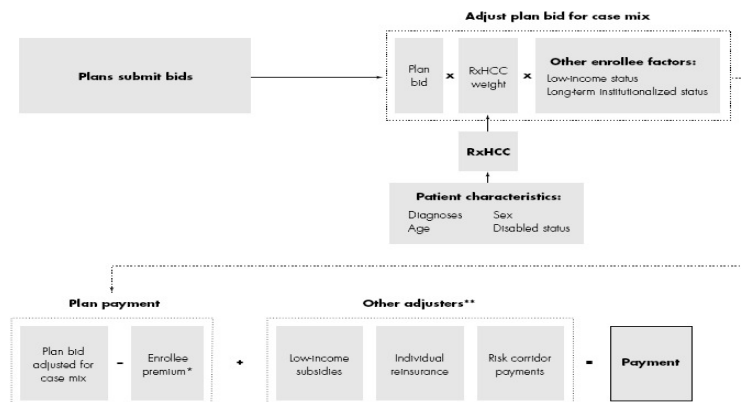 Adjust plan bid for case mix
Plans submit bids
Plan
bid
x
RxHCC
weight
x
Other enrollee factors:
Low-income status
Long-term institutionalized status
RxHCC
Patient characteristics:
Diagnoses Sex
Age Disabled status
Plan payment
Other adjusters**
Plan bid
adjusted for
case mix
–
Enrollee
premium*
+
Low-income
subsidies
Individual
reinsurance
Risk corridor
payments
=
Payment